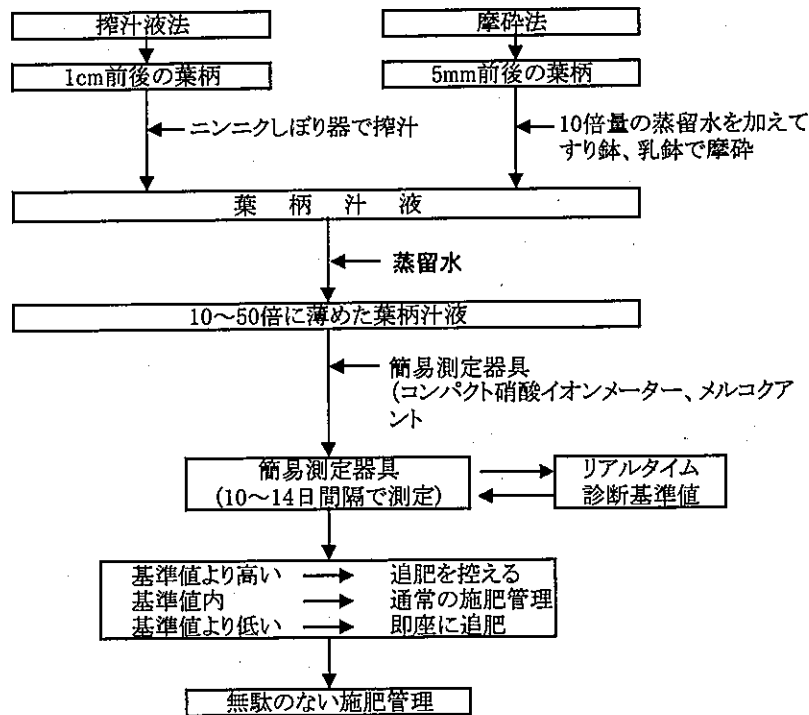 搾汁液法
摩砕法
1cm前後の葉柄
5mm前後の葉柄
ニンニクしぼり器で搾汁
10倍量の蒸留水を加えて
すり鉢、乳鉢で摩砕
葉柄汁液
蒸留水
10～50倍に薄めた葉柄汁液
簡易測定器具
(コンパクト硝酸イオンメーター、メルコクア
ント
簡易測定器具
(10～14日間隔で測定)
リアルタイム
診断基準値
基準値より高い → 追肥を控える
基準値内 → 通常の施肥管理
基準値より低い → 即座に追肥
無駄のない施肥管理